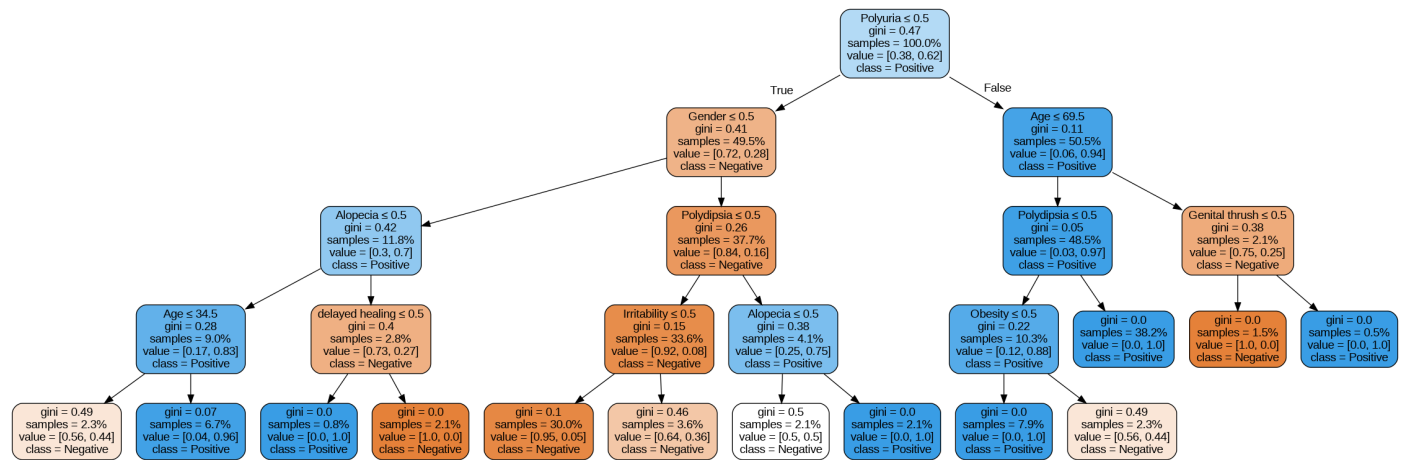 Polyuria ≤ 0.5
gini = 0.47
samples = 100.0%
value = [0.38, 0.62]
class = Positive
True
False
Gender ≤ 0.5
gini = 0.41
samples = 49.5%
value = [0.72, 0.28]
class = Negative
Age ≤ 69.5
gini = 0.11
samples = 50.5%
value = [0.06, 0.94]
class = Positive
Alopecia ≤ 0.5
gini = 0.42
samples = 11.8%
value = [0.3, 0.7]
class = Positive
Polydipsia ≤ 0.5
gini = 0.26
samples = 37.7%
value = [0.84, 0.16]
class = Negative
Polydipsia ≤ 0.5
gini = 0.05
samples = 48.5%
value = [0.03, 0.97]
class = Positive
Genital thrush ≤ 0.5
gini = 0.38
samples = 2.1%
value = [0.75, 0.25]
class = Negative
Age ≤ 34.5
gini = 0.28
samples = 9.0%
value = [0.17, 0.83]
class = Positive
delayed healing ≤ 0.5
gini = 0.4
samples = 2.8%
value = [0.73, 0.27]
class = Negative
Irritability ≤ 0.5
gini = 0.15
samples = 33.6%
value = [0.92, 0.08]
class = Negative
Alopecia ≤ 0.5
gini = 0.38
samples = 4.1%
value = [0.25, 0.75]
class = Positive
Obesity ≤ 0.5
gini = 0.22
samples = 10.3%
value = [0.12, 0.88]
class = Positive
gini = 0.0
samples = 38.2%
value = [0.0, 1.0]
class = Positive
gini = 0.0
samples = 1.5%
value = [1.0, 0.0]
class = Negative
gini = 0.0
samples = 0.5%
value = [0.0, 1.0]
class = Positive
gini = 0.49
samples = 2.3%
value = [0.56, 0.44]
class = Negative
gini = 0.07
samples = 6.7%
value = [0.04, 0.96]
class = Positive
gini = 0.0
samples = 0.8%
value = [0.0, 1.0]
class = Positive
gini = 0.0
samples = 2.1%
value = [1.0, 0.0]
class = Negative
gini = 0.1
samples = 30.0%
value = [0.95, 0.05]
class = Negative
gini = 0.46
samples = 3.6%
value = [0.64, 0.36]
class = Negative
gini = 0.5
samples = 2.1%
value = [0.5, 0.5]
class = Negative
gini = 0.0
samples = 2.1%
value = [0.0, 1.0]
class = Positive
gini = 0.0
samples = 7.9%
value = [0.0, 1.0]
class = Positive
gini = 0.49
samples = 2.3%
value = [0.56, 0.44]
class = Negative